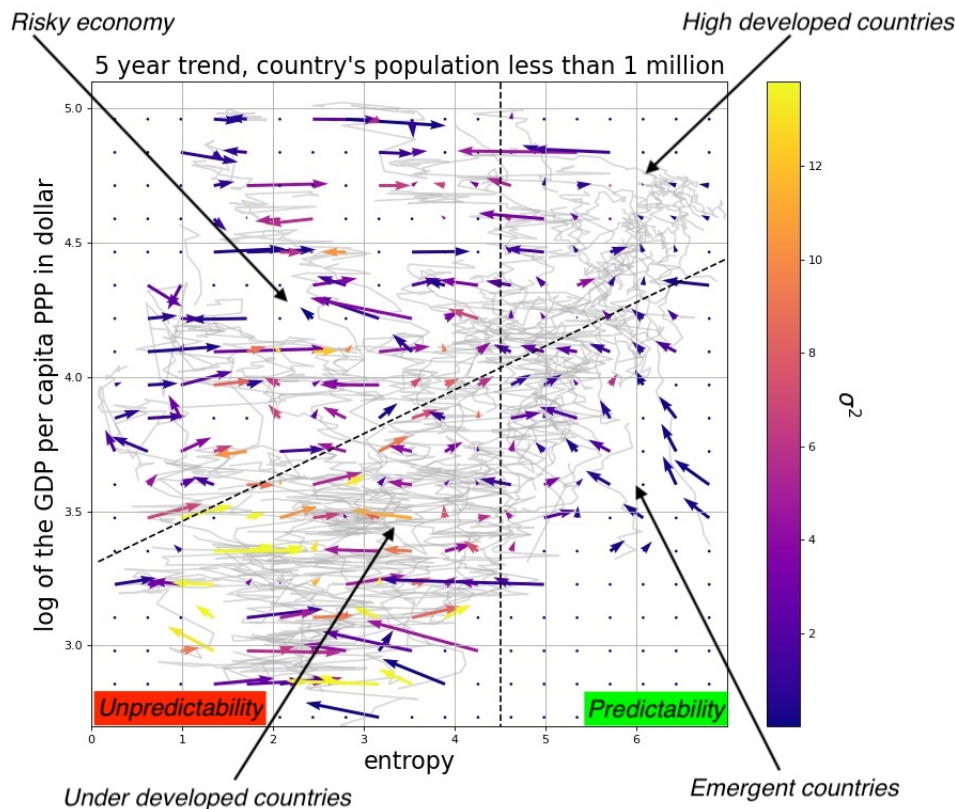 Risky economy
High developed countries
5 year trend, country's population less than 1 million
5.0
4.5
4.0
3.5
3.0
log of the GDP per capita PPP in dollar
12
10
8
6
4
2
σ²
Unpredictability
Predictability
0 1 2 3 4 5 6
entropy
Under developed countries
Emergent countries